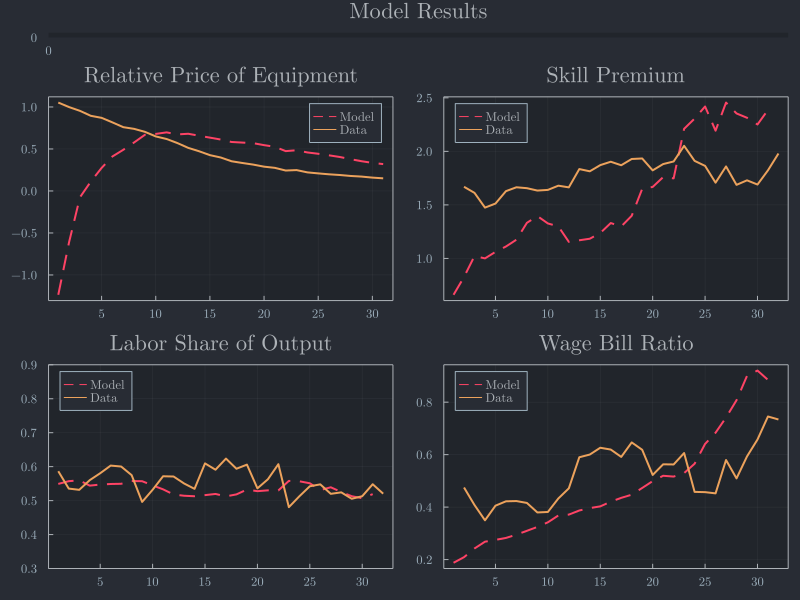 Model Results
0
0
Relative Price of Equipment
1.0
0.5
0.0
−0.5
−1.0
5 10 15 20 25 30
Model
Data
Skill Premium
2.5
2.0
1.5
1.0
5 10 15 20 25 30
Model
Data
Labor Share of Output
0.9
0.8
0.7
0.6
0.5
0.4
0.3
5 10 15 20 25 30
Model
Data
Wage Bill Ratio
0.8
0.6
0.4
0.2
5 10 15 20 25 30
Model
Data